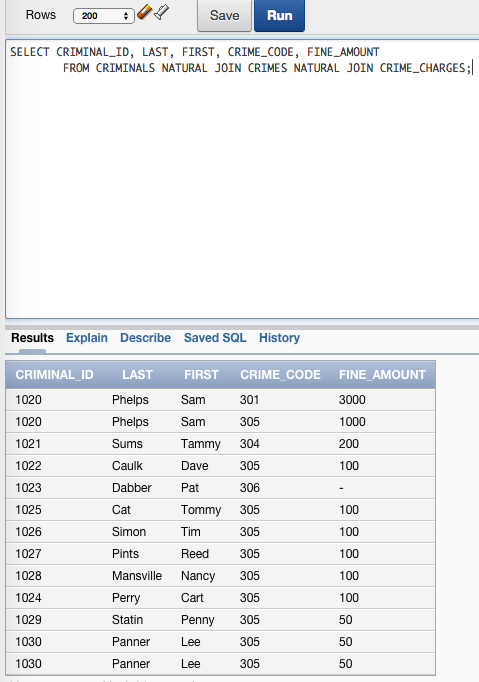 Rows 200 Save Run
SELECT CRIMINAL_ID, LAST, FIRST, CRIME_CODE, FINE_AMOUNT
FROM CRIMINALS NATURAL JOIN CRIMES NATURAL JOIN CRIME_CHARGES;
Results Explain Describe Saved SQL History
CRIMINAL_ID LAST FIRST CRIME_CODE FINE_AMOUNT
1020 Phelps Sam 301 3000
1020 Phelps Sam 305 1000
1021 Sums Tammy 304 200
1022 Caulk Dave 305 100
1023 Dabber Pat 306 -
1025 Cat Tommy 305 100
1026 Simon Tim 305 100
1027 Pints Reed 305 100
1028 Mansville Nancy 305 100
1024 Perry Cart 305 100
1029 Statin Penny 305 50
1030 Panner Lee 305 50
1030 Panner Lee 305 50